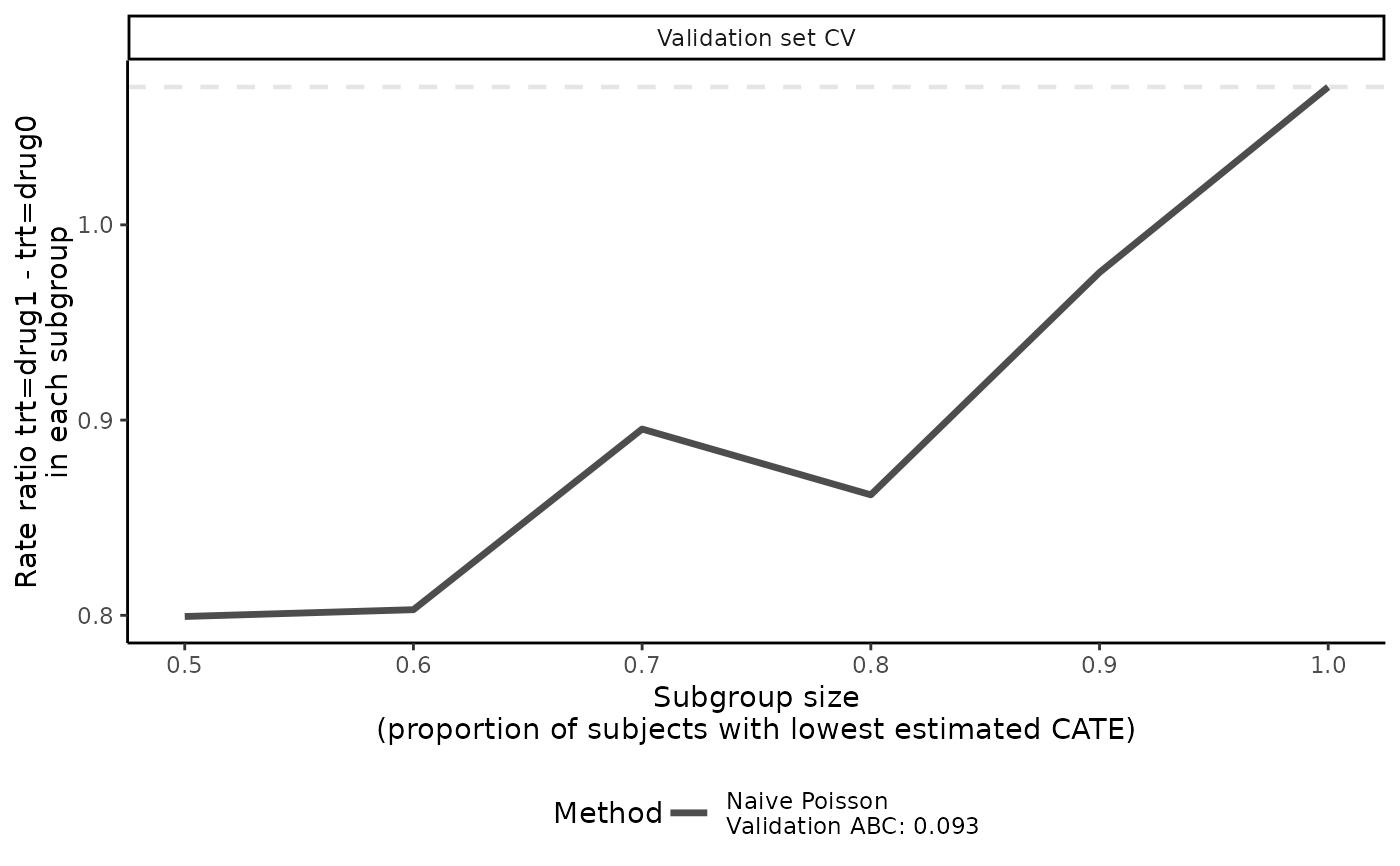 Validation set CV
Rate ratio trt=drug1 - trt=drug0
in each subgroup
1.0
0.9
0.8
0.5 0.6 0.7 0.8 0.9 1.0
Subgroup size
(proportion of subjects with lowest estimated CATE)
Method
Naive Poisson
Validation ABC: 0.093